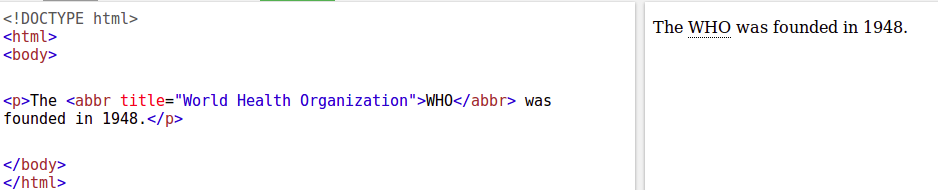 <!DOCTYPE html>
<html>
<body>
<p>The <abbr title="World Health Organization">WHO</abbr> was
founded in 1948.</p>
</body>
</html>
The WHO was founded in 1948.